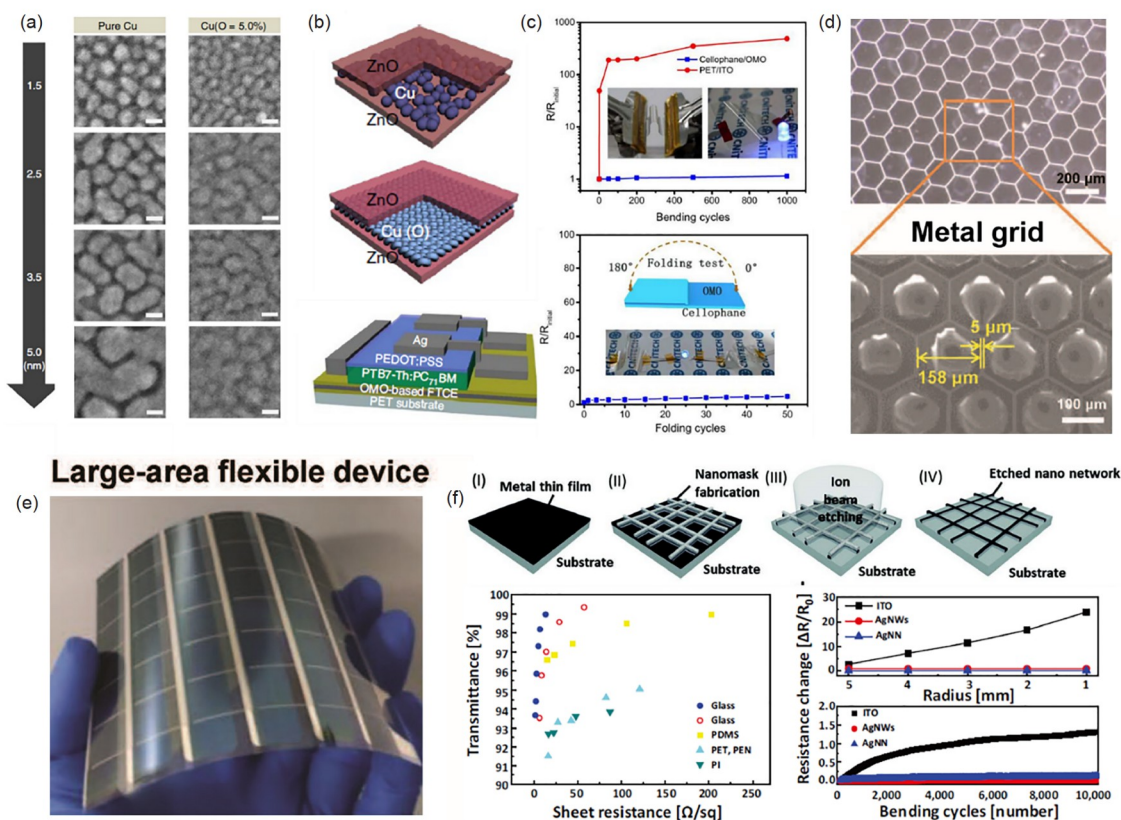 (a)
Pure Cu
Cu(O = 5.0%)
1.5
2.5
3.5
5.0
(nm)
(b)
ZnO
Cu
ZnO
ZnO
Cu (O)
ZnO
Ag
PEDOT:PSS
PTB7-Th:PC71BM
OMO-based FTCE
PET substrate
(c)
1000
100
10
1
R/Rinitial
Cellophane/OMO
PET/ITO
0 200 400 600 800 1000
Bending cycles
100
80
60
40
20
0
R/Rinitial
180° Folding test 0°
OMO
Cellophane
0 10 20 30 40 50
Folding cycles
(d)
200 μm
Metal grid
5 μm
158 μm
100 μm
Large-area flexible device
(e)
(f)
(I)
Metal thin film
Substrate
(II)
Nanomask
fabrication
Substrate
(III)
Ion
beam
etching
Substrate
(IV)
Etched nano network
Substrate
100
99
98
97
96
95
94
93
92
91
90
Transmittance [%]
Glass
Glass
PDMS
PET, PEN
PI
0 50 100 150 200 250
Sheet resistance [Ω/sq]
Resistance change [ΔR/R0]
30
20
10
0
ITO
AgNWs
AgNN
5 4 3 2 1
Radius [mm]
2.0
1.5
1.0
0.5
0.0
ITO
AgNWs
AgNN
0 2,000 4,000 6,000 8,000 10,000
Bending cycles [number]